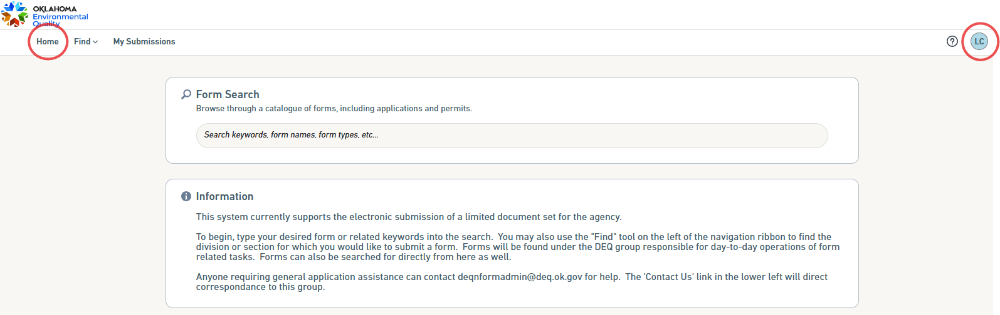 OKLAHOMA
Environmental
Quality
Home Find My Submissions ? LC
Form Search
Browse through a catalogue of forms, including applications and permits.
Search keywords, form names, form types, etc...
Information
This system currently supports the electronic submission of a limited document set for the agency.
To begin, type your desired form or related keywords into the search. You may also use the "Find" tool on the left of the navigation ribbon to find the
division or section for which you would like to submit a form. Forms will be found under the DEQ group responsible for day-to-day operations of form
related tasks. Forms can also be searched for directly from here as well.
Anyone requiring general application assistance can contact deqnformadmin@deq.ok.gov for help. The 'Contact Us' link in the lower left will direct
correspondance to this group.